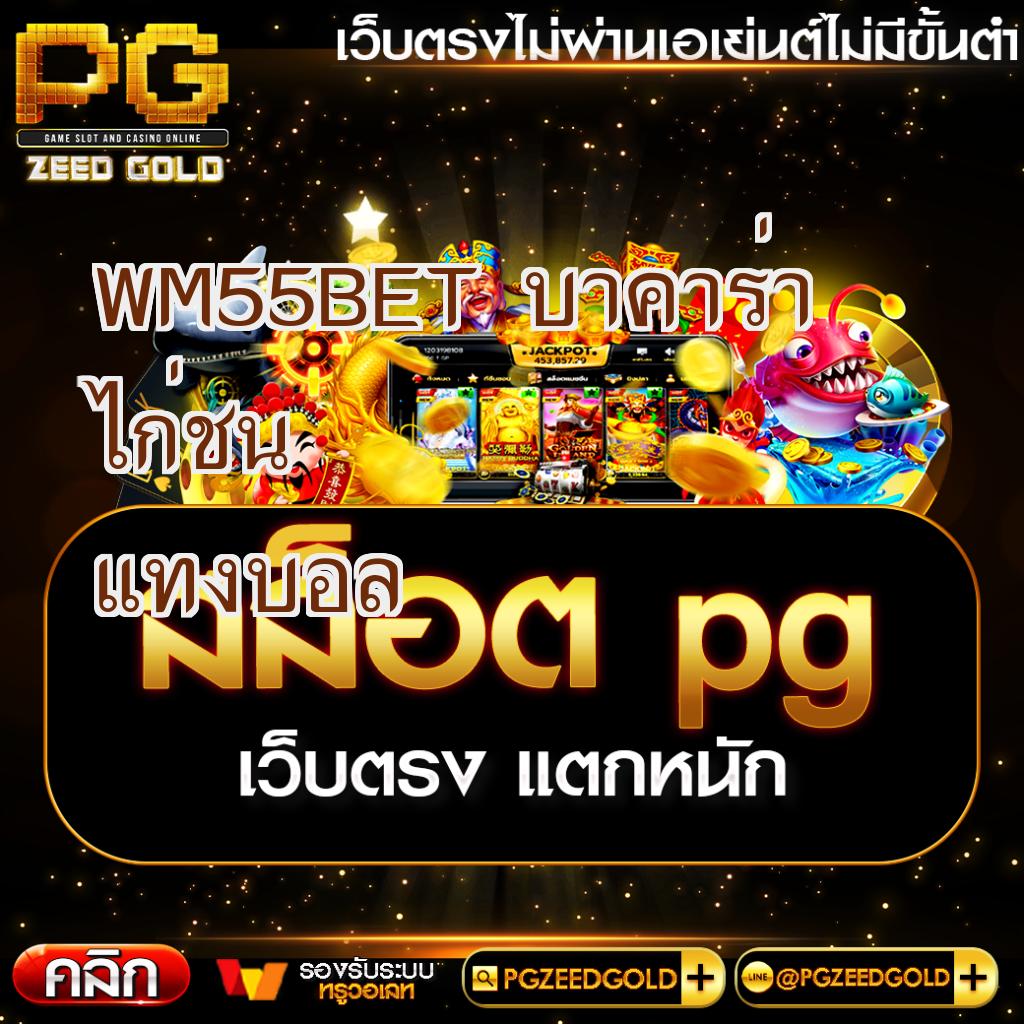 เว็บตรงไม่ผ่านเอเย่นต์ไม่มีขั้นต่ำ
PG
GAME SLOT AND CASINO ONLINE
ZEED GOLD
WM55BET บาคาร่า
ไก่ชน
JACKPOT
453,857.79
แทงบอล
สล็อต pg
เว็บตรง แตกหนัก
คลิก
รองรับระบบ
ทรูวอเลท
PGZEEDGOLD +
LINE @PGZEEDGOLD +